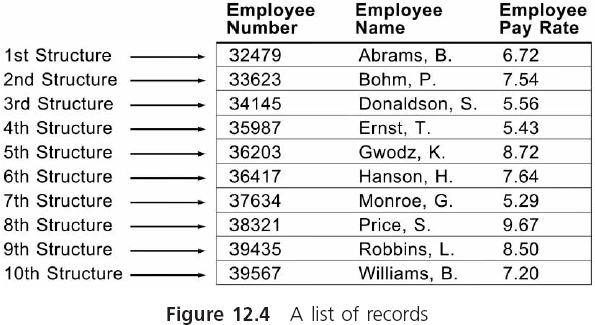 Employee Number Employee Name Employee Pay Rate
1st Structure 32479 Abrams, B. 6.72
2nd Structure 33623 Bohm, P. 7.54
3rd Structure 34145 Donaldson, S. 5.56
4th Structure 35987 Ernst, T. 5.43
5th Structure 36203 Gwodz, K. 8.72
6th Structure 36417 Hanson, H. 7.64
7th Structure 37634 Monroe, G. 5.29
8th Structure 38321 Price, S. 9.67
9th Structure 39435 Robbins, L. 8.50
10th Structure 39567 Williams, B. 7.20
Figure 12.4 A list of records